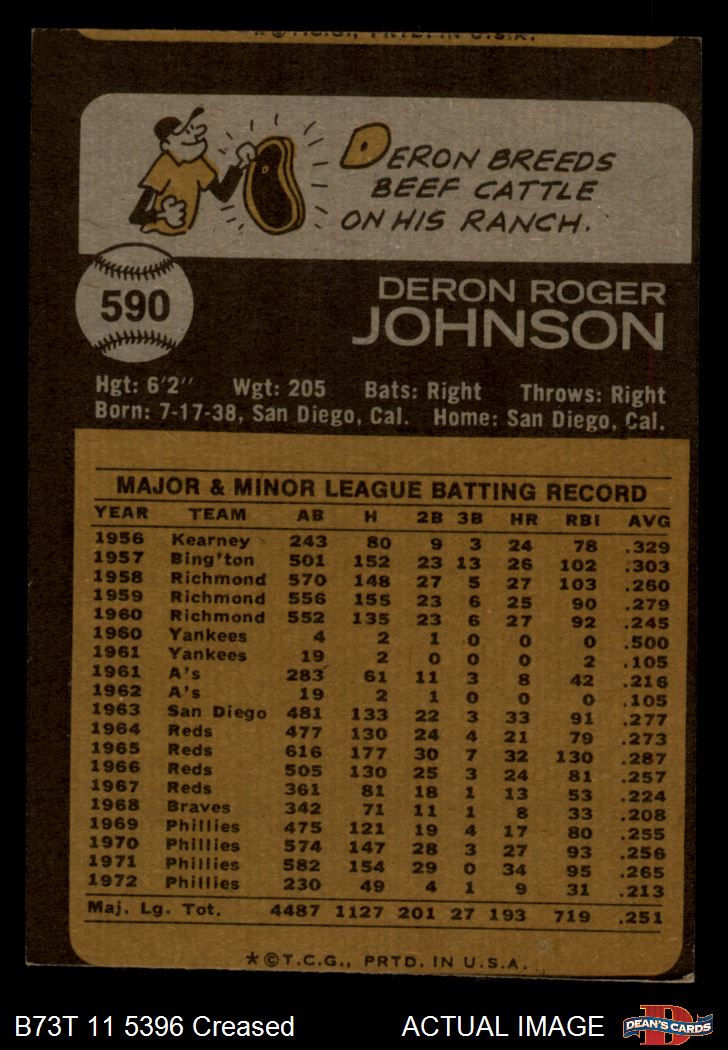 ★©T.C.G., PRTD. IN U.S.A.
DERON BREEDS
BEEF CATTLE
ON HIS RANCH.
590
DERON ROGER
JOHNSON
Hgt: 6'2" Wgt: 205 Bats: Right Throws: Right
Born: 7-17-38, San Diego, Cal. Home: San Diego, Cal.
MAJOR & MINOR LEAGUE BATTING RECORD
YEAR TEAM AB H 2B 3B HR RBI AVG
1956 Kearney 243 80 9 3 24 78 .329
1957 Bing'ton 501 152 23 13 26 102 .303
1958 Richmond 570 148 27 5 27 103 .260
1959 Richmond 556 155 23 6 25 90 .279
1960 Richmond 552 135 23 6 27 92 .245
1960 Yankees 4 2 1 0 0 0 .500
1961 Yankees 19 2 0 0 0 2 .105
1961 A's 283 61 11 3 8 42 .216
1962 A's 19 2 1 0 0 0 .105
1963 San Diego 481 133 22 3 33 91 .277
1964 Reds 477 130 24 4 21 79 .273
1965 Reds 616 177 30 7 32 130 .287
1966 Reds 505 130 25 3 24 81 .257
1967 Reds 361 81 18 1 13 53 .224
1968 Braves 342 71 11 1 8 33 .208
1969 Phillies 475 121 19 4 17 80 .255
1970 Phillies 574 147 28 3 27 93 .256
1971 Phillies 582 154 29 0 34 95 .265
1972 Phillies 230 49 4 1 9 31 .213
Maj. Lg. Tot. 4487 1127 201 27 193 719 .251
★©T.C.G., PRTD. IN U.S.A.
B73T 11 5396 Creased ACTUAL IMAGE
D
DEAN'S CARDS